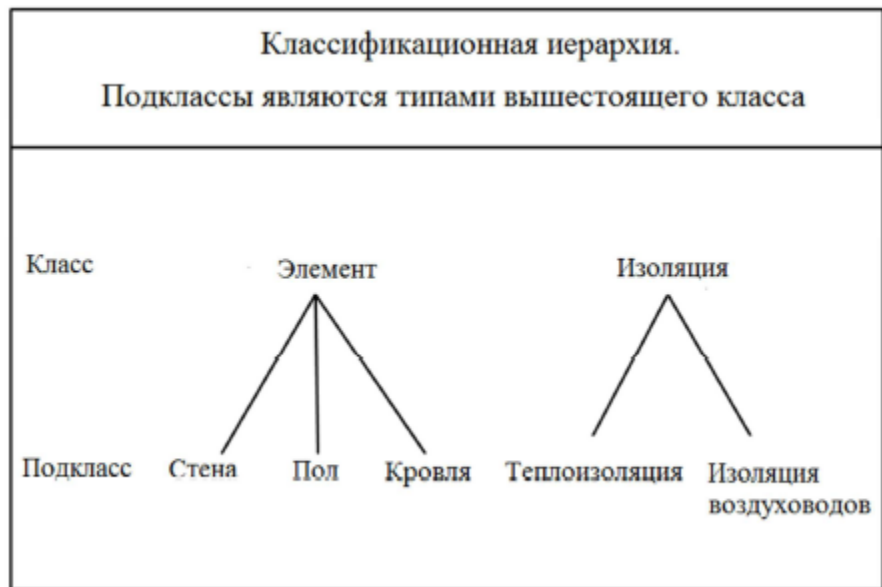 Классификационная иерархия.
Подклассы являются типами вышестоящего класса
Класс Элемент Изоляция
Подкласс Стена Пол Кровля Теплоизоляция Изоляция
воздуховодов